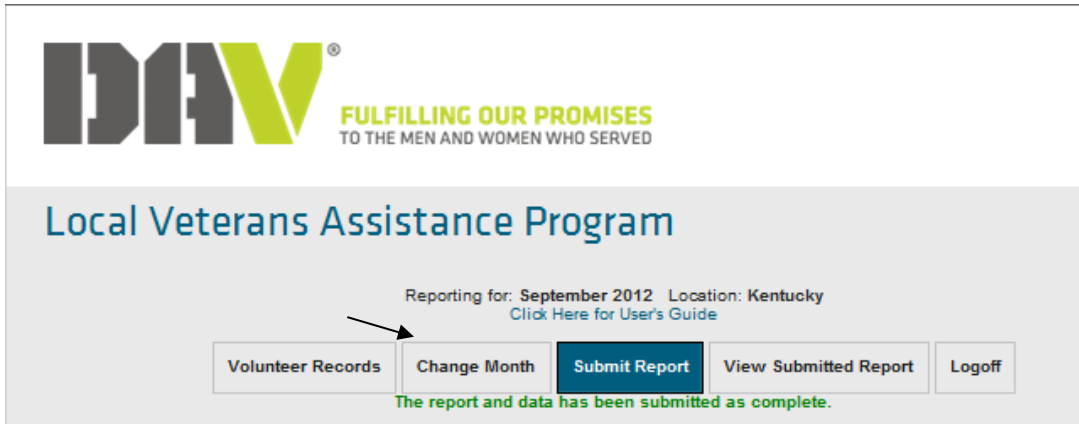 DAV®
FULFILLING OUR PROMISES
TO THE MEN AND WOMEN WHO SERVED
Local Veterans Assistance Program
Reporting for: September 2012 Location: Kentucky
Click Here for User's Guide
Volunteer Records Change Month Submit Report View Submitted Report Logoff
The report and data has been submitted as complete.